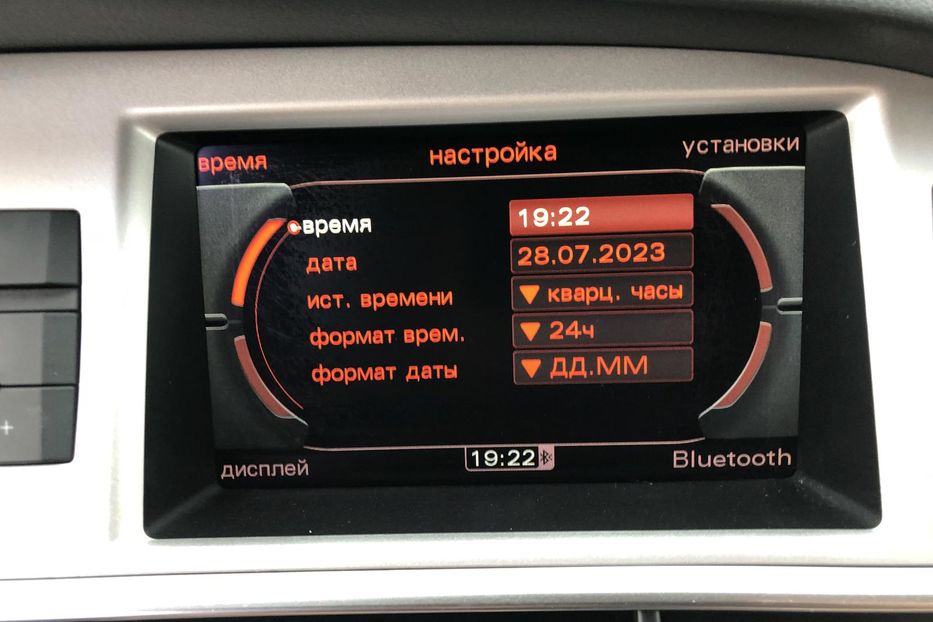 время настройка установки
время 19:22
дата 28.07.2023
ист. времени ▼ кварц. часы
формат врем. ▼ 24ч
формат даты ▼ ДД.ММ
дисплей 19:22 Bluetooth
+